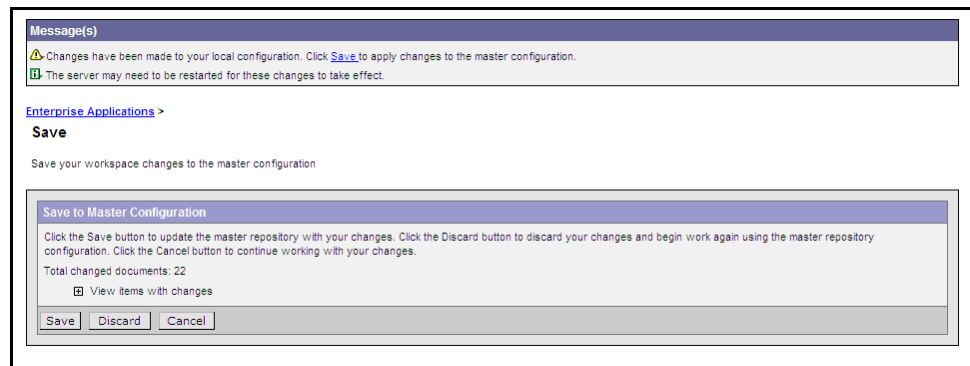 Message(s)
Changes have been made to your local configuration. Click Save to apply changes to the master configuration.
The server may need to be restarted for these changes to take effect.
Enterprise Applications >
Save
Save your workspace changes to the master configuration
Save to Master Configuration
Click the Save button to update the master repository with your changes. Click the Discard button to discard your changes and begin work again using the master repository
configuration. Click the Cancel button to continue working with your changes.
Total changed documents: 22
View items with changes
Save Discard Cancel